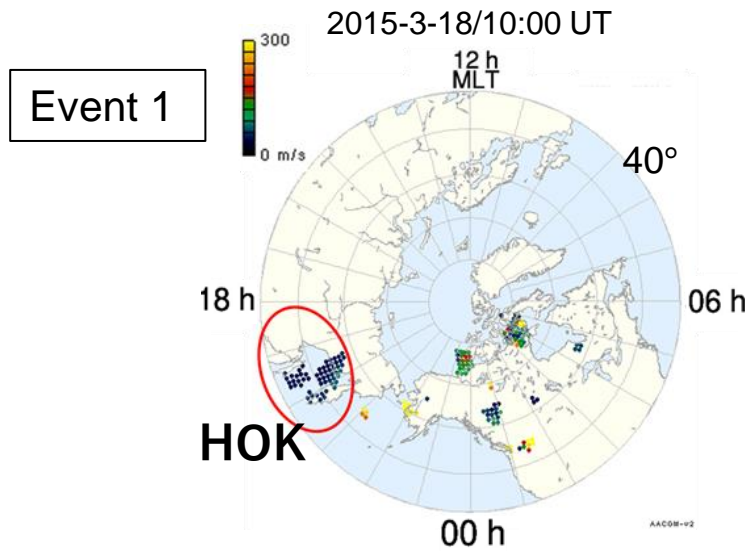 2015-3-18/10:00 UT
300
12 h
MLT
Event 1
0 m/s
40°
18 h
06 h
HOK
00 h
AACGM-v2